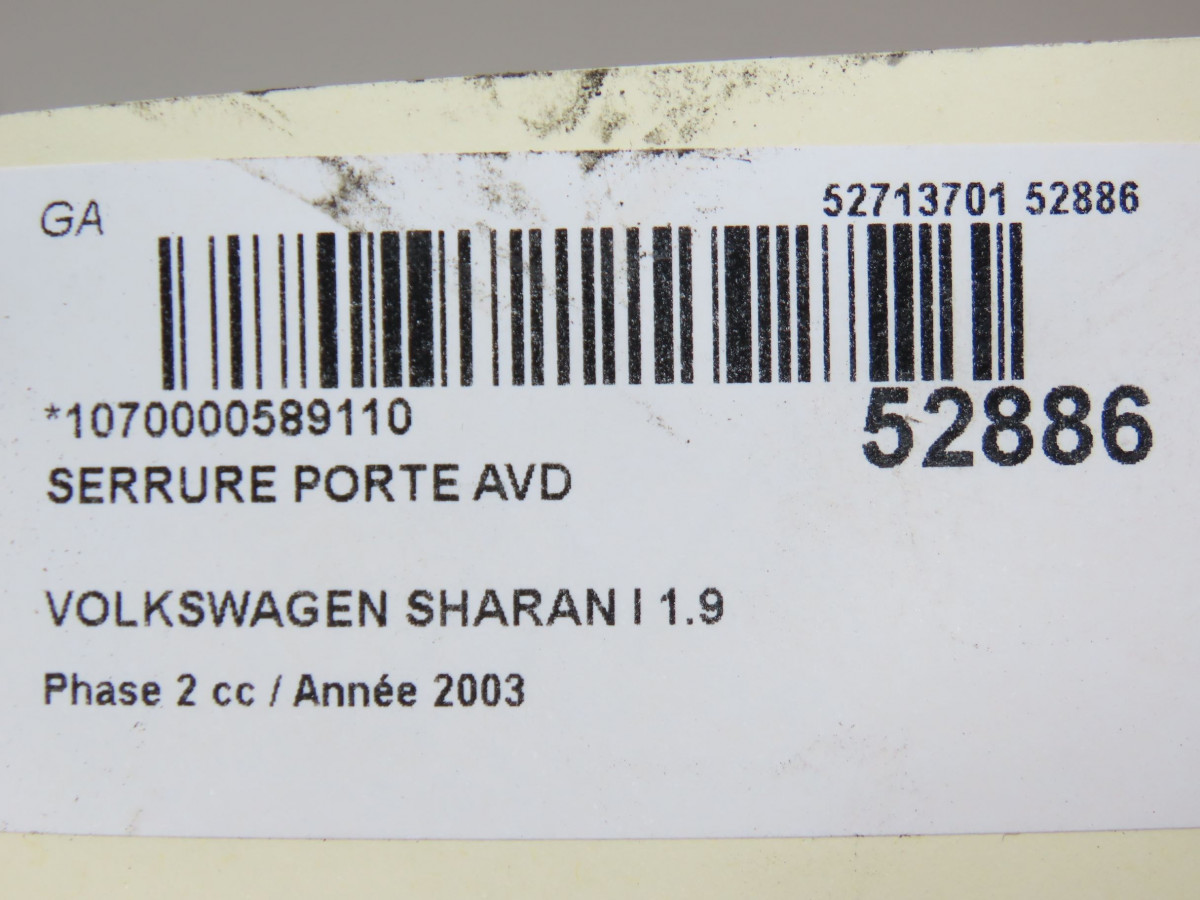 GA
52713701 52886
*1070000589110
52886
SERRURE PORTE AVD
VOLKSWAGEN SHARAN I 1.9
Phase 2 cc / Année 2003